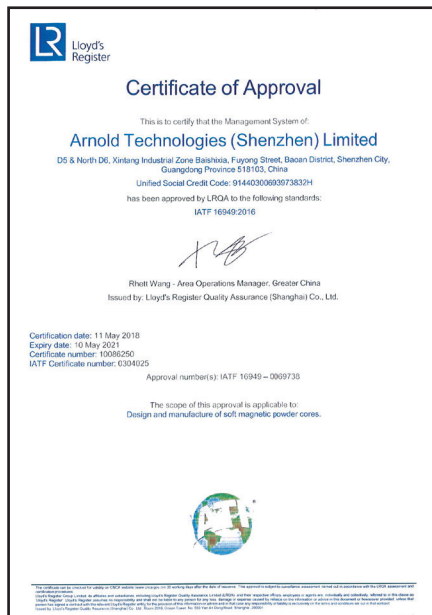 LR
Lloyd's
Register
Certificate of Approval
This is to certify that the Management System of:
Arnold Technologies (Shenzhen) Limited
D5 & North D6, Xintang Industrial Zone Baishixia, Fuyong Street, Baoan District, Shenzhen City,
Guangdong Province 518103, China
Unified Social Credit Code: 91440300693973832H
has been approved by LRQA to the following standards:
IATF 16949:2016
Rhett Wang - Area Operations Manager, Greater China
Issued by: Lloyd's Register Quality Assurance (Shanghai) Co., Ltd.
Certification date: 11 May 2018
Expiry date: 10 May 2021
Certificate number: 10086250
IATF Certificate number: 0304025
Approval number(s): IATF 16949 – 0069738
The scope of this approval is applicable to:
Design and manufacture of soft magnetic powder cores.